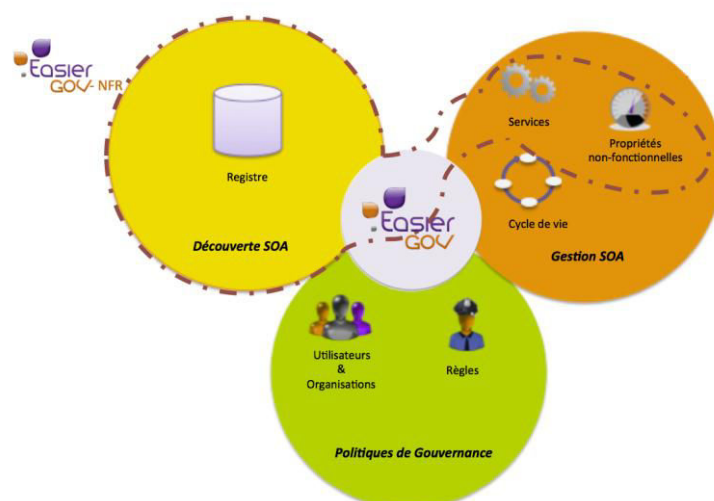 Easier
GOV - NFR
Registre
Découverte SOA
Services
Propriétés
non-fonctionnelles
Cycle de vie
Gestion SOA
Easier
GOV
Utilisateurs
&
Organisations
Règles
Politiques de Gouvernance